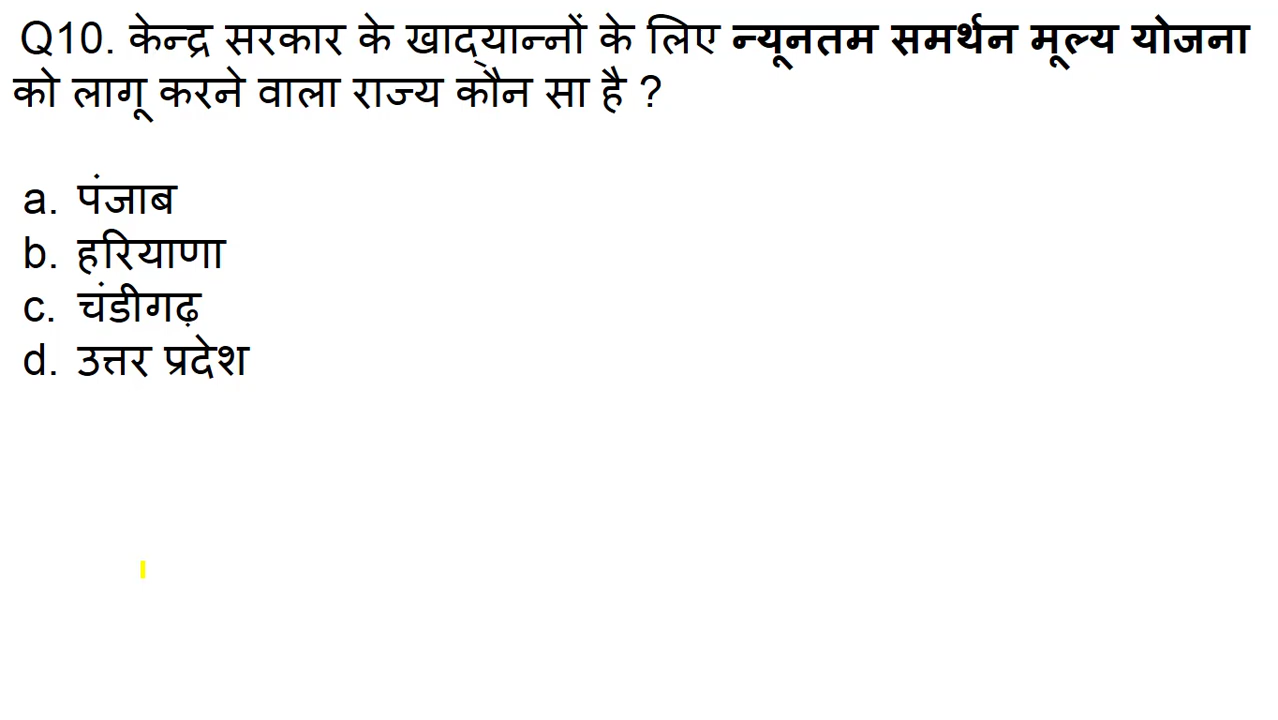 Q10. केन्द्र सरकार के खाद्यान्नों के लिए न्यूनतम समर्थन मूल्य योजना
को लागू करने वाला राज्य कौन सा है ?
a. पंजाब
b. हरियाणा
c. चंडीगढ़
d. उत्तर प्रदेश